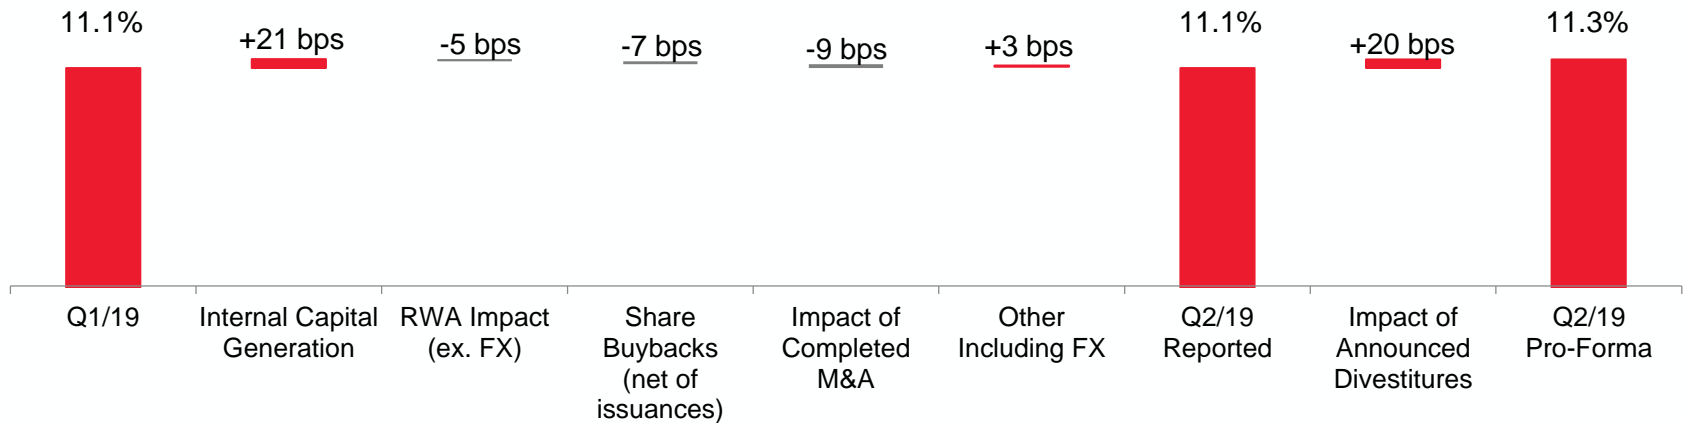 11.1%
+21 bps
-5 bps
-7 bps
-9 bps
+3 bps
11.1%
+20 bps
11.3%
Q1/19
Internal Capital
Generation
RWA Impact
(ex. FX)
Share
Buybacks
(net of
issuances)
Impact of
Completed
M&A
Other
Including FX
Q2/19
Reported
Impact of
Announced
Divestitures
Q2/19
Pro-Forma